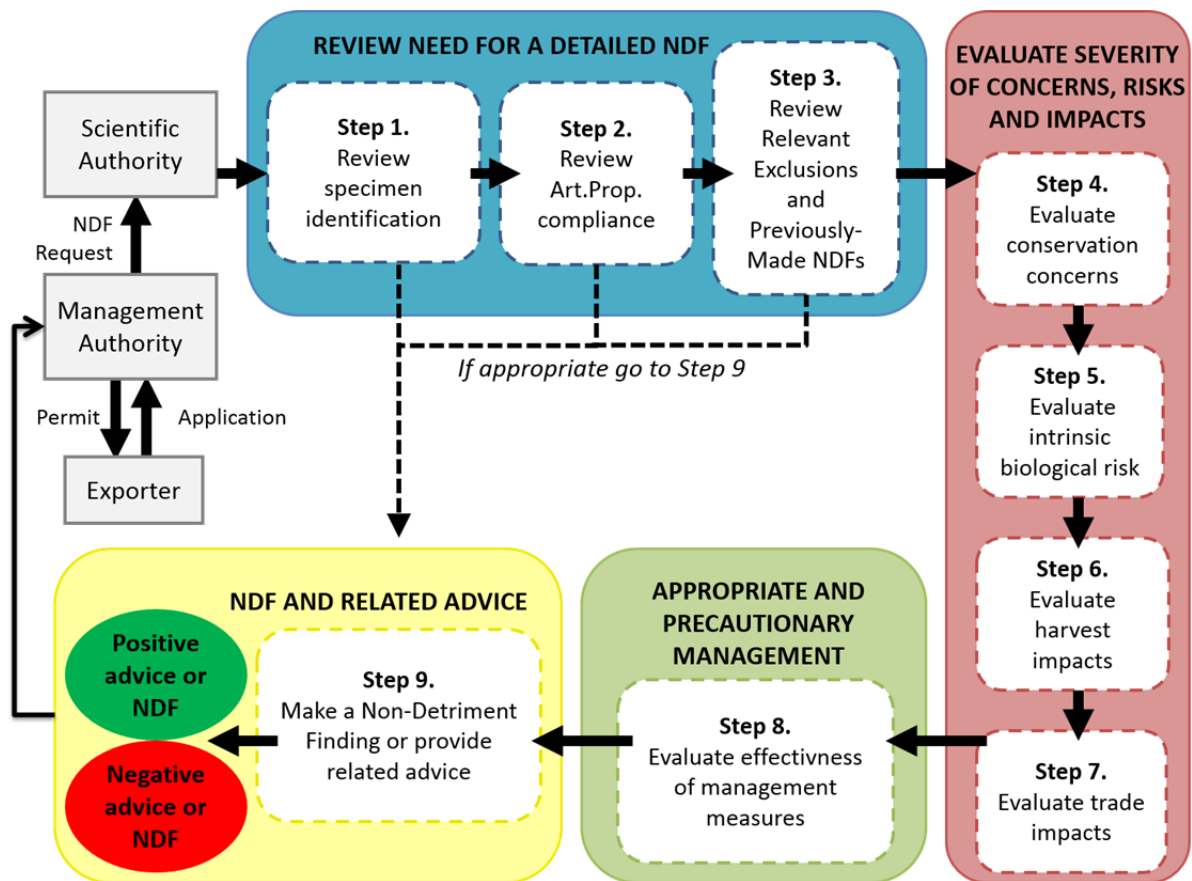 REVIEW NEED FOR A DETAILED NDF
Step 1.
Review
specimen
identification
Step 2.
Review
Art.Prop.
compliance
Step 3.
Review
Relevant
Exclusions
and
Previously-
Made NDFs
If appropriate go to Step 9
Scientific
Authority
NDF
Request
Management
Authority
Permit
Application
Exporter
EVALUATE SEVERITY
OF CONCERNS, RISKS
AND IMPACTS
Step 4.
Evaluate
conservation
concerns
Step 5.
Evaluate
intrinsic
biological risk
Step 6.
Evaluate
harvest
impacts
Step 7.
Evaluate trade
impacts
APPROPRIATE AND
PRECAUTIONARY
MANAGEMENT
Step 8.
Evaluate effectivness
of management
measures
NDF AND RELATED ADVICE
Step 9.
Make a Non-Detriment
Finding or provide
related advice
Positive
advice or
NDF
Negative
advice or
NDF